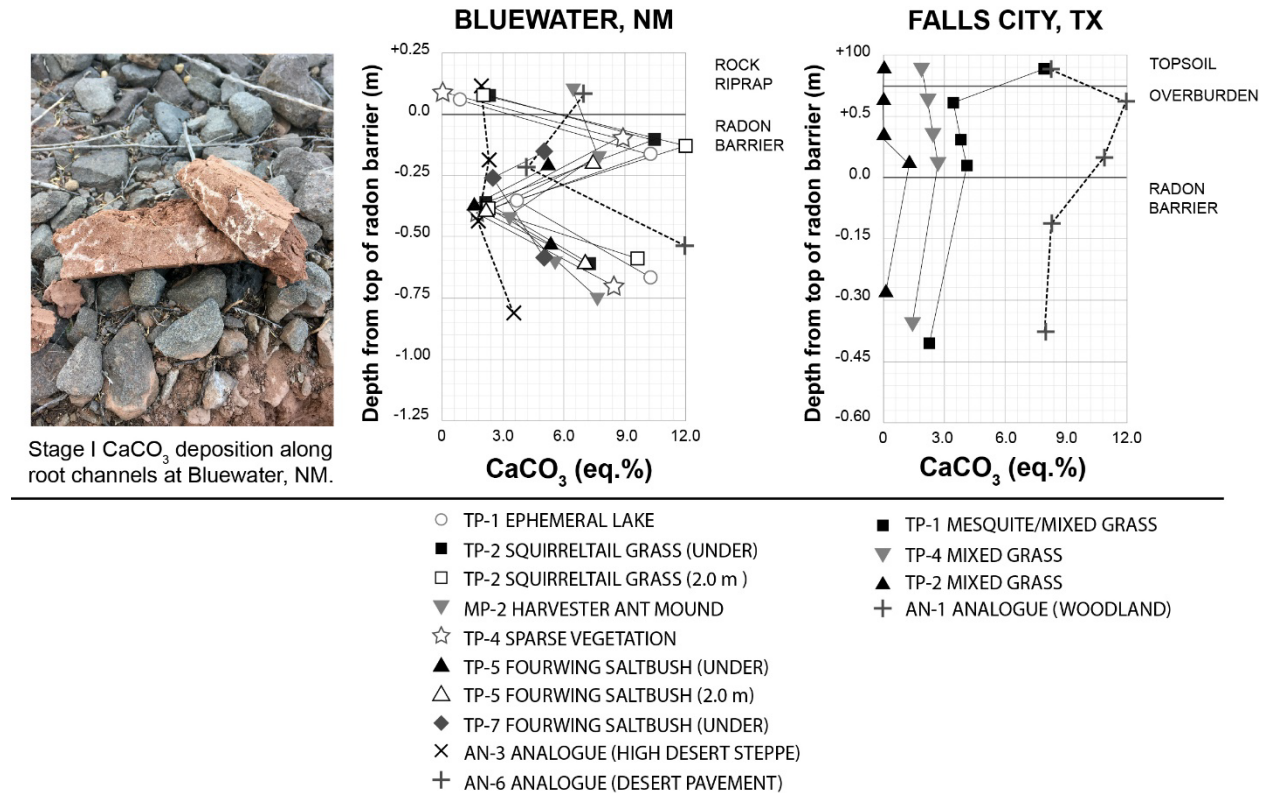 BLUEWATER, NM
Depth from top of radon barrier (m)
+0.25
0.0
-0.25
-0.50
-0.75
-1.00
-1.25
0 3.0 6.0 9.0 12.0
CaCO₃ (eq.%)
ROCK
RIPRAP
RADON
BARRIER
FALLS CITY, TX
Depth from top of radon barrier (m)
+100
+0.5
0.0
-0.15
-0.30
-0.45
-0.60
0 3.0 6.0 9.0 12.0
CaCO₃ (eq.%)
TOPSOIL
OVERBURDEN
RADON
BARRIER
Stage I CaCO₃ deposition along
root channels at Bluewater, NM.
TP-1 EPHEMERAL LAKE
TP-2 SQUIRRELTAIL GRASS (UNDER)
TP-2 SQUIRRELTAIL GRASS (2.0 m )
MP-2 HARVESTER ANT MOUND
TP-4 SPARSE VEGETATION
TP-5 FOURWING SALTBUSH (UNDER)
TP-5 FOURWING SALTBUSH (2.0 m)
TP-7 FOURWING SALTBUSH (UNDER)
AN-3 ANALOGUE (HIGH DESERT STEPPE)
AN-6 ANALOGUE (DESERT PAVEMENT)
TP-1 MESQUITE/MIXED GRASS
TP-4 MIXED GRASS
TP-2 MIXED GRASS
AN-1 ANALOGUE (WOODLAND)